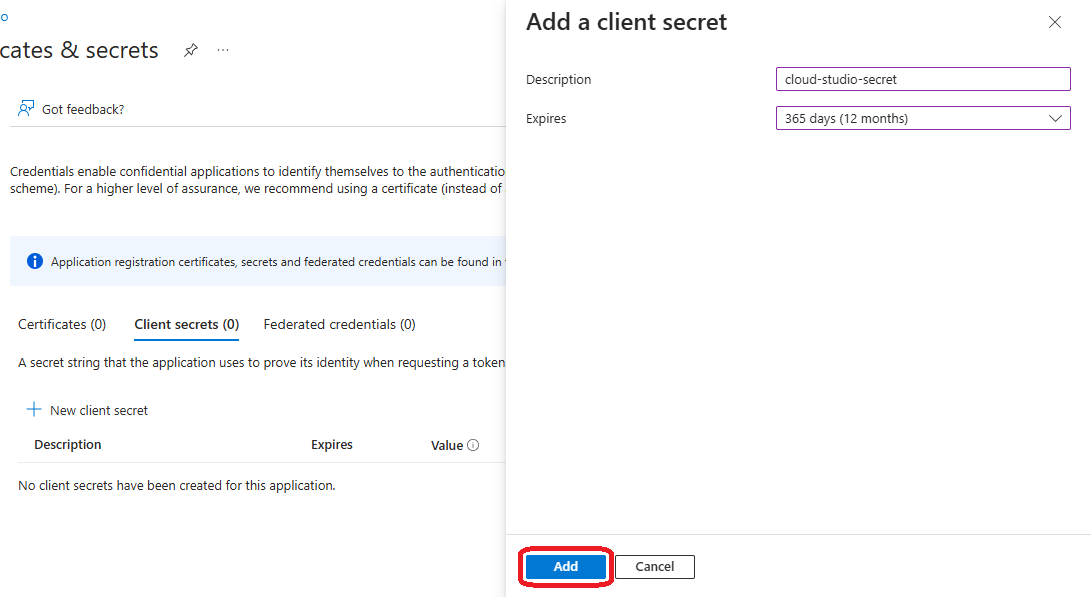 o
cates & secrets
...
Got feedback?
Credentials enable confidential applications to identify themselves to the authenticatio
scheme). For a higher level of assurance, we recommend using a certificate (instead of
Application registration certificates, secrets and federated credentials can be found in
Certificates (0) Client secrets (0) Federated credentials (0)
A secret string that the application uses to prove its identity when requesting a token
New client secret
Description Expires Value
No client secrets have been created for this application.
Add a client secret
Description cloud-studio-secret
Expires 365 days (12 months)
Add Cancel